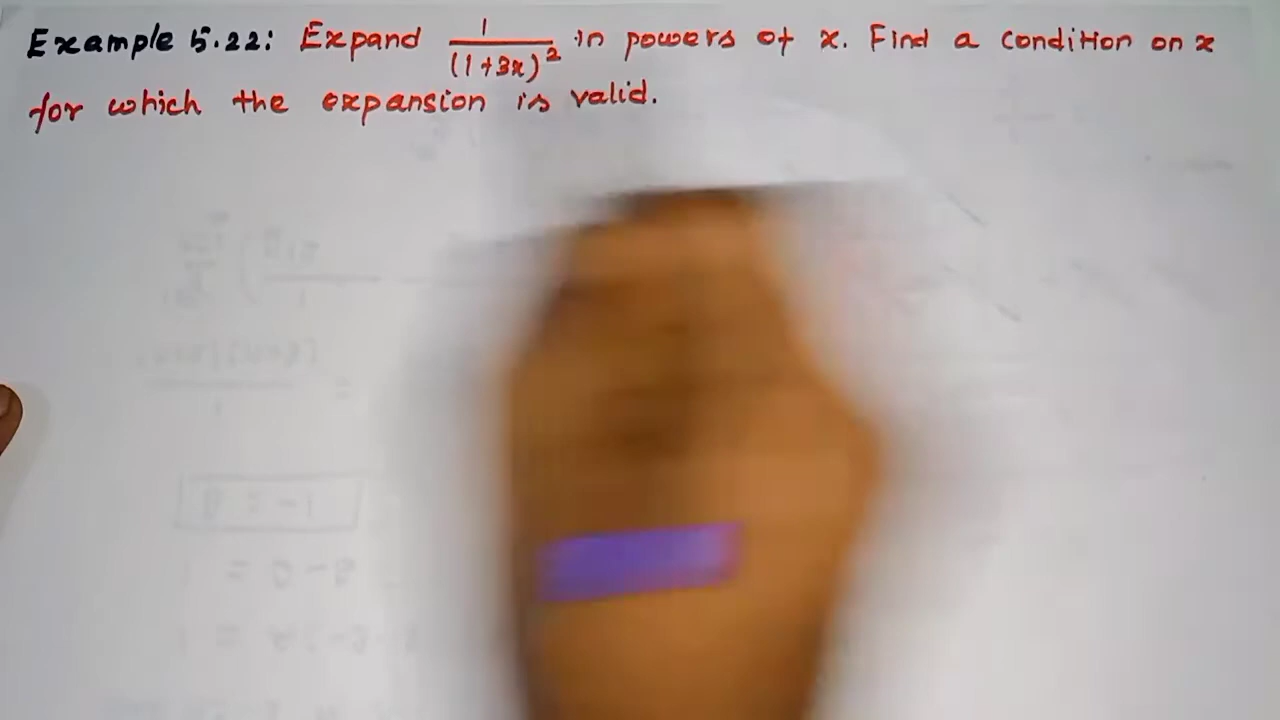 Example 5.22: Expand 1/(1+3x)² in powers of x. Find a condition on x
for which the expansion is valid.